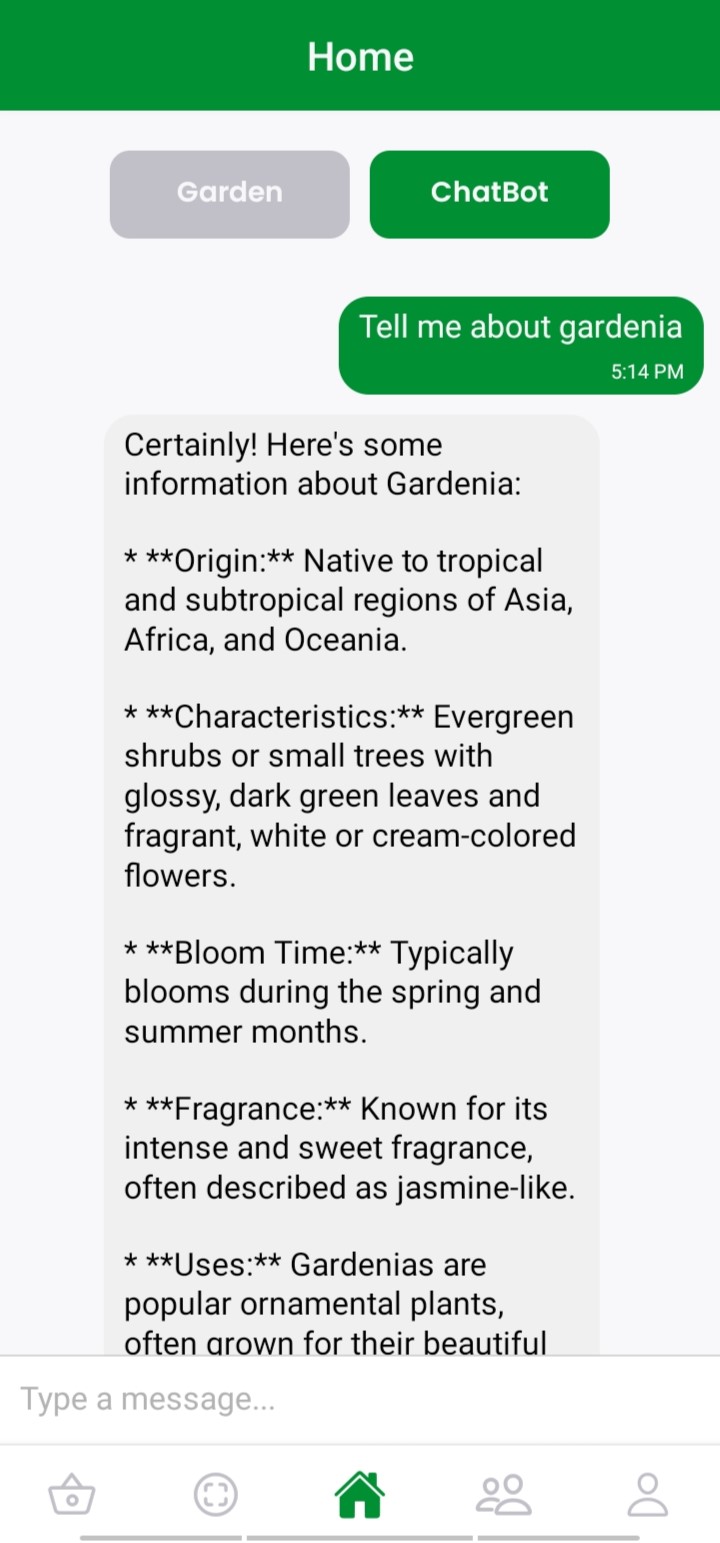 Home
Garden
ChatBot
Tell me about gardenia
5:14 PM
Certainly! Here's some
information about Gardenia:
* **Origin:** Native to tropical
and subtropical regions of Asia,
Africa, and Oceania.
* **Characteristics:** Evergreen
shrubs or small trees with
glossy, dark green leaves and
fragrant, white or cream-colored
flowers.
* **Bloom Time:** Typically
blooms during the spring and
summer months.
* **Fragrance:** Known for its
intense and sweet fragrance,
often described as jasmine-like.
* **Uses:** Gardenias are
popular ornamental plants,
often grown for their beautiful
Type a message...